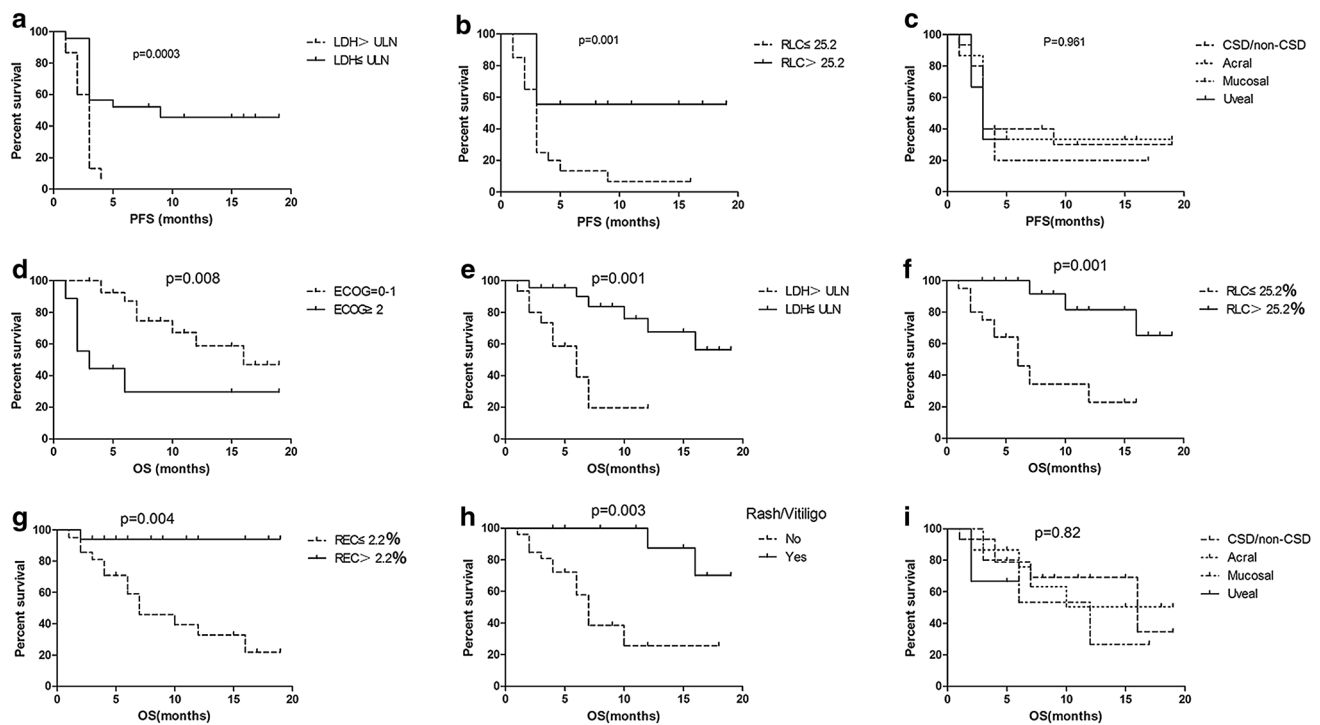 a
p=0.0003
LDH> ULN
LDH≤ ULN
Percent survival
100
80
60
40
20
0
0 5 10 15 20
PFS (months)
b
p=0.001
RLC≤ 25.2
RLC> 25.2
Percent survival
100
80
60
40
20
0
0 5 10 15 20
PFS (months)
c
P=0.961
CSD/non-CSD
Acral
Mucosal
Uveal
Percent survival
100
80
60
40
20
0
0 5 10 15 20
PFS(months)
d
p=0.008
ECOG=0-1
ECOG≥ 2
Percent survival
100
80
60
40
20
0
0 5 10 15 20
OS (months)
e
p=0.001
LDH> ULN
LDH≤ ULN
Percent survival
100
80
60
40
20
0
0 5 10 15 20
OS(months)
f
p=0.001
RLC≤ 25.2%
RLC> 25.2%
Percent survival
100
80
60
40
20
0
0 5 10 15 20
OS(months)
g
p=0.004
REC≤ 2.2%
REC> 2.2%
Percent survival
100
80
60
40
20
0
0 5 10 15 20
OS(months)
h
p=0.003
Rash/Vitiligo
No
Yes
Percent survival
100
80
60
40
20
0
0 5 10 15 20
OS(months)
i
p=0.82
CSD/non-CSD
Acral
Mucosal
Uveal
Percent survival
100
80
60
40
20
0
0 5 10 15 20
OS(months)